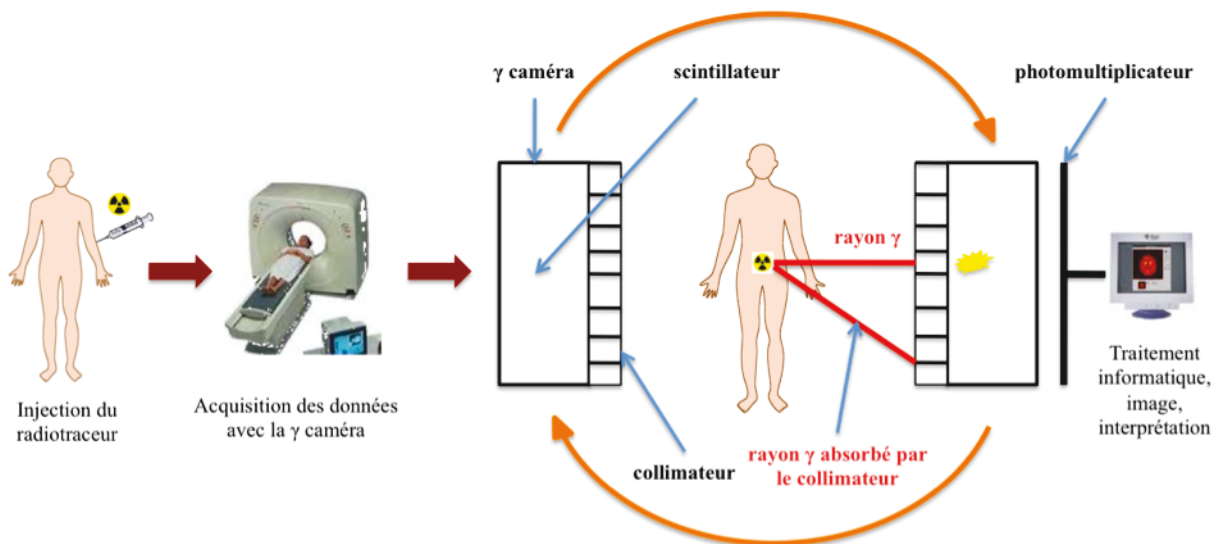 γ caméra
scintillateur
photomultiplicateur
rayon γ
Injection du
radiotraceur
Acquisition des données
avec la γ caméra
collimateur
rayon γ absorbé par
le collimateur
Traitement
informatique,
image,
interprétation